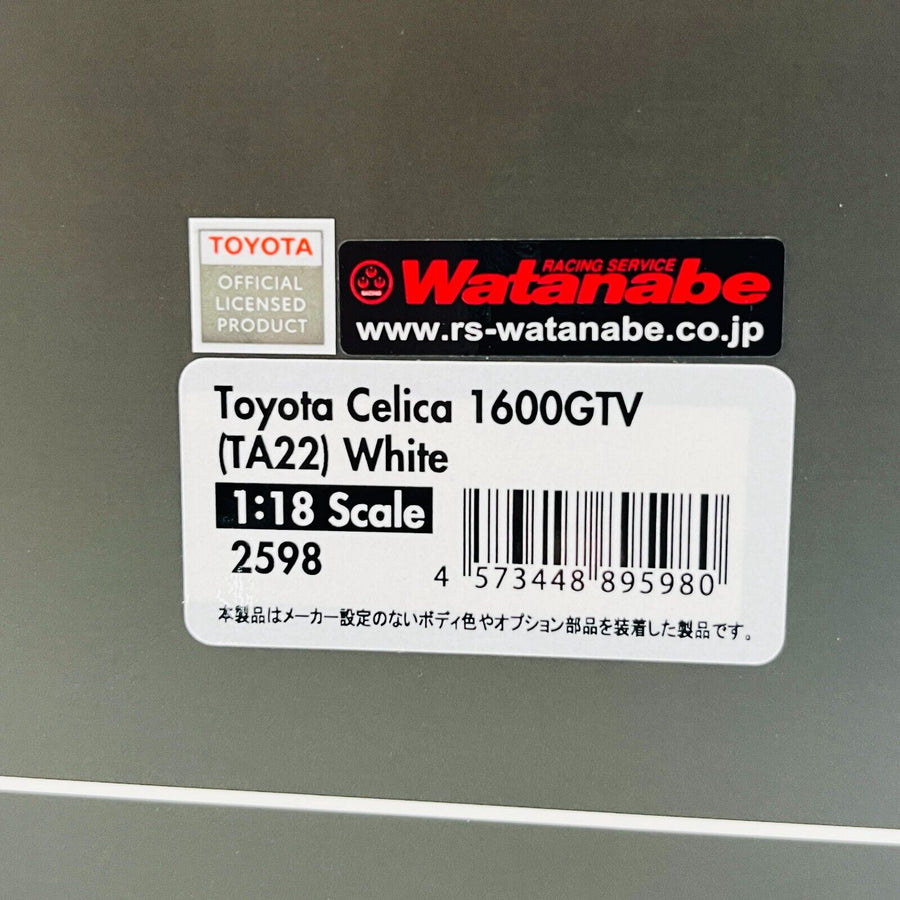 TOYOTA
OFFICIAL
LICENSED
PRODUCT
RACING SERVICE
RACING
Watanabe
www.rs-watanabe.co.jp
Toyota Celica 1600GTV
(TA22) White
1:18 Scale
2598
4 573448 895980
本製品はメーカー設定のないボディ色やオプション部品を装着した製品です。